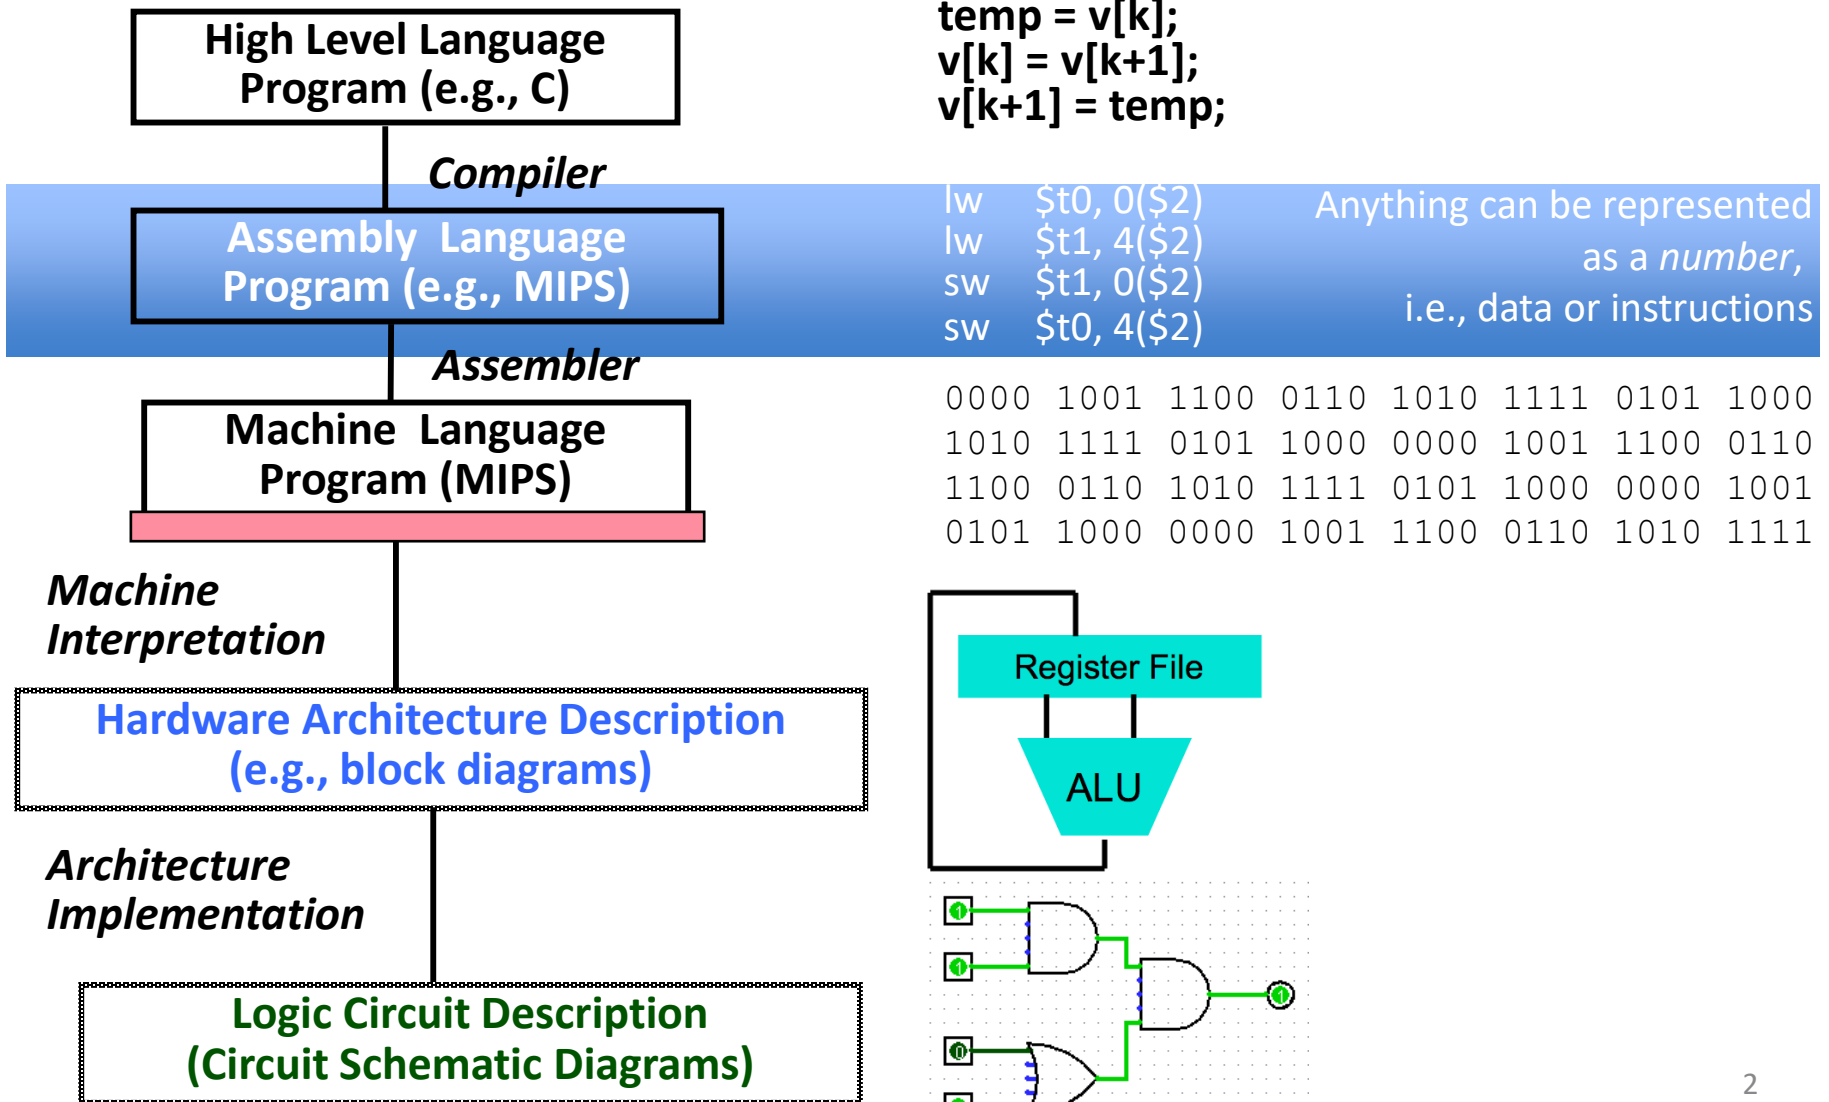 High Level Language
Program (e.g., C)
temp = v[k];
v[k] = v[k+1];
v[k+1] = temp;
Compiler
Assembly Language
Program (e.g., MIPS)
lw $t0, 0($2)
lw $t1, 4($2)
sw $t1, 0($2)
sw $t0, 4($2)
Anything can be represented
as a number,
i.e., data or instructions
Assembler
Machine Language
Program (MIPS)
0000 1001 1100 0110 1010 1111 0101 1000
1010 1111 0101 1000 0000 1001 1100 0110
1100 0110 1010 1111 0101 1000 0000 1001
0101 1000 0000 1001 1100 0110 1010 1111
Machine
Interpretation
Register File
ALU
Hardware Architecture Description
(e.g., block diagrams)
Architecture
Implementation
1
1
1
0
Logic Circuit Description
(Circuit Schematic Diagrams)
2